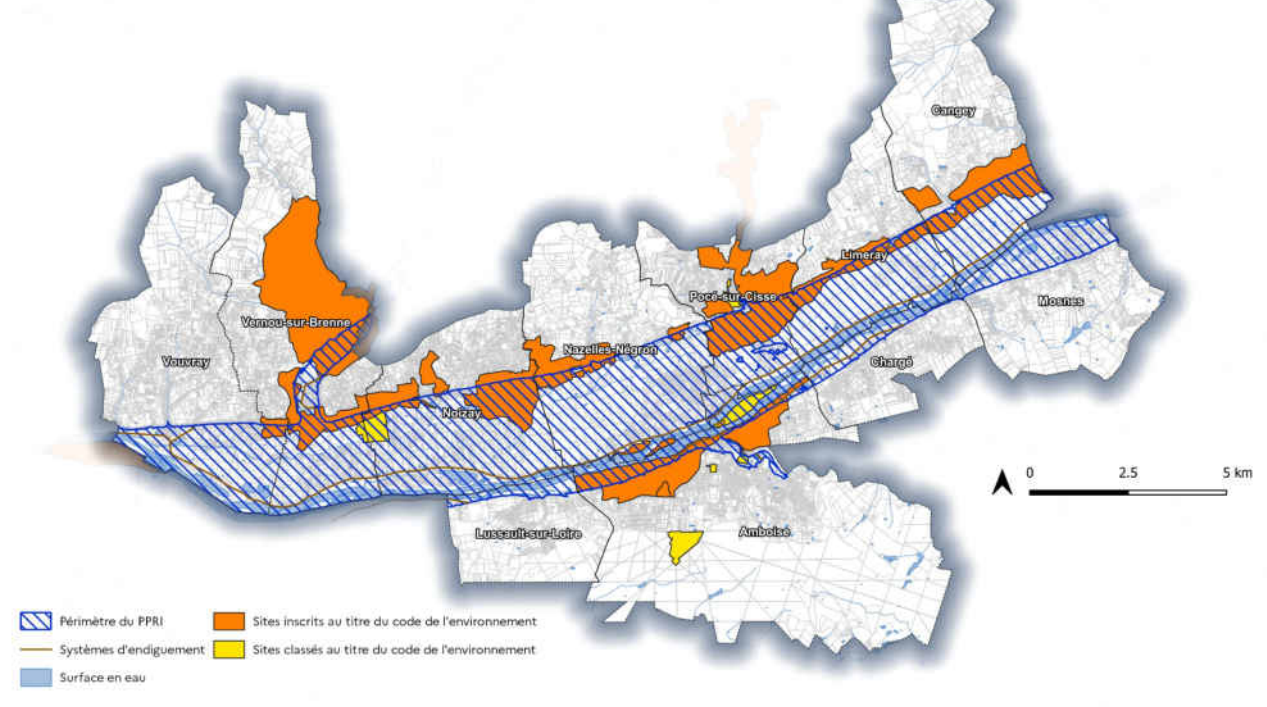 Cangey
Limeray
Pocé-sur-Cisse
Mosnes
Vernou-sur-Brenne
Nazelles-Négron
Vouvray
Chargé
Noizay
0 2.5 5 km
Lussault-sur-Loire
Amboise
Périmètre du PPRI
Sites inscrits au titre du code de l'environnement
Systèmes d'endiguement
Sites classés au titre du code de l'environnement
Surface en eau